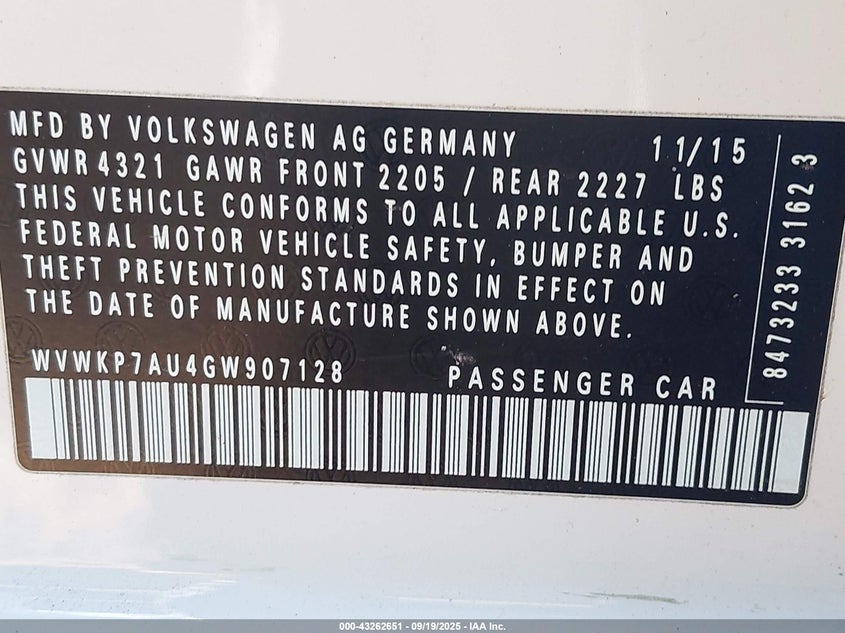 MFD BY VOLKSWAGEN AG GERMANY 11/15
GVWR 4321 GAWR FRONT 2205 / REAR 2227 LBS
THIS VEHICLE CONFORMS TO ALL APPLICABLE U.S.
FEDERAL MOTOR VEHICLE SAFETY, BUMPER AND
THEFT PREVENTION STANDARDS IN EFFECT ON
THE DATE OF MANUFACTURE SHOWN ABOVE.
WVWKP7AU4GW907128 PASSENGER CAR
8473233 3162 3
000-43262651 - 09/19/2025 - IAA Inc.